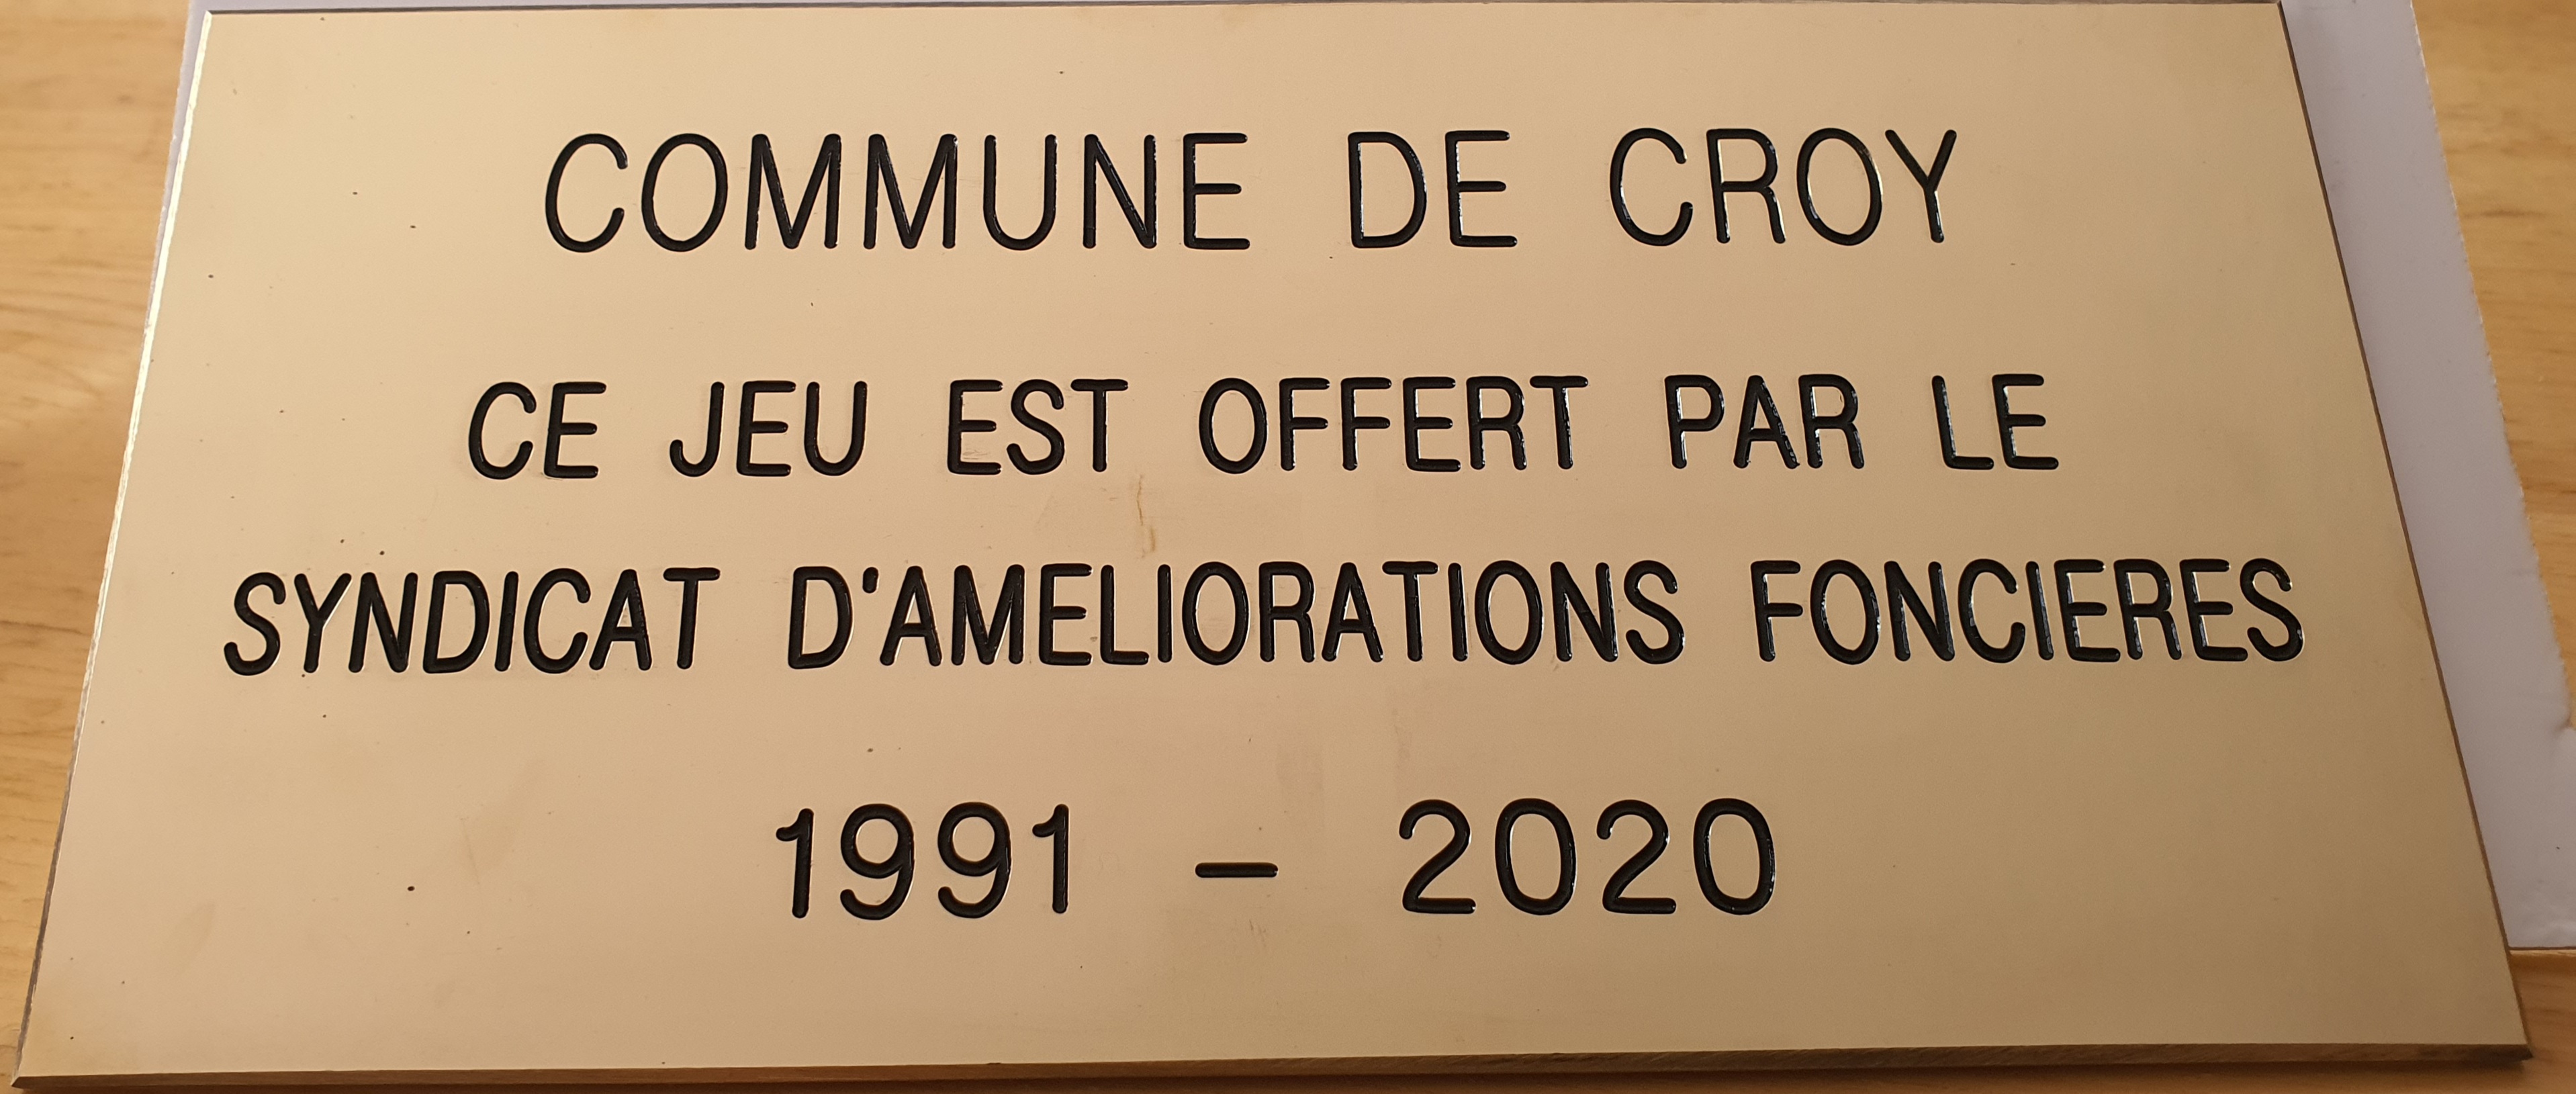 COMMUNE DE CROY
CE JEU EST OFFERT PAR LE
SYNDICAT D'AMELIORATIONS FONCIERES
1991 – 2020